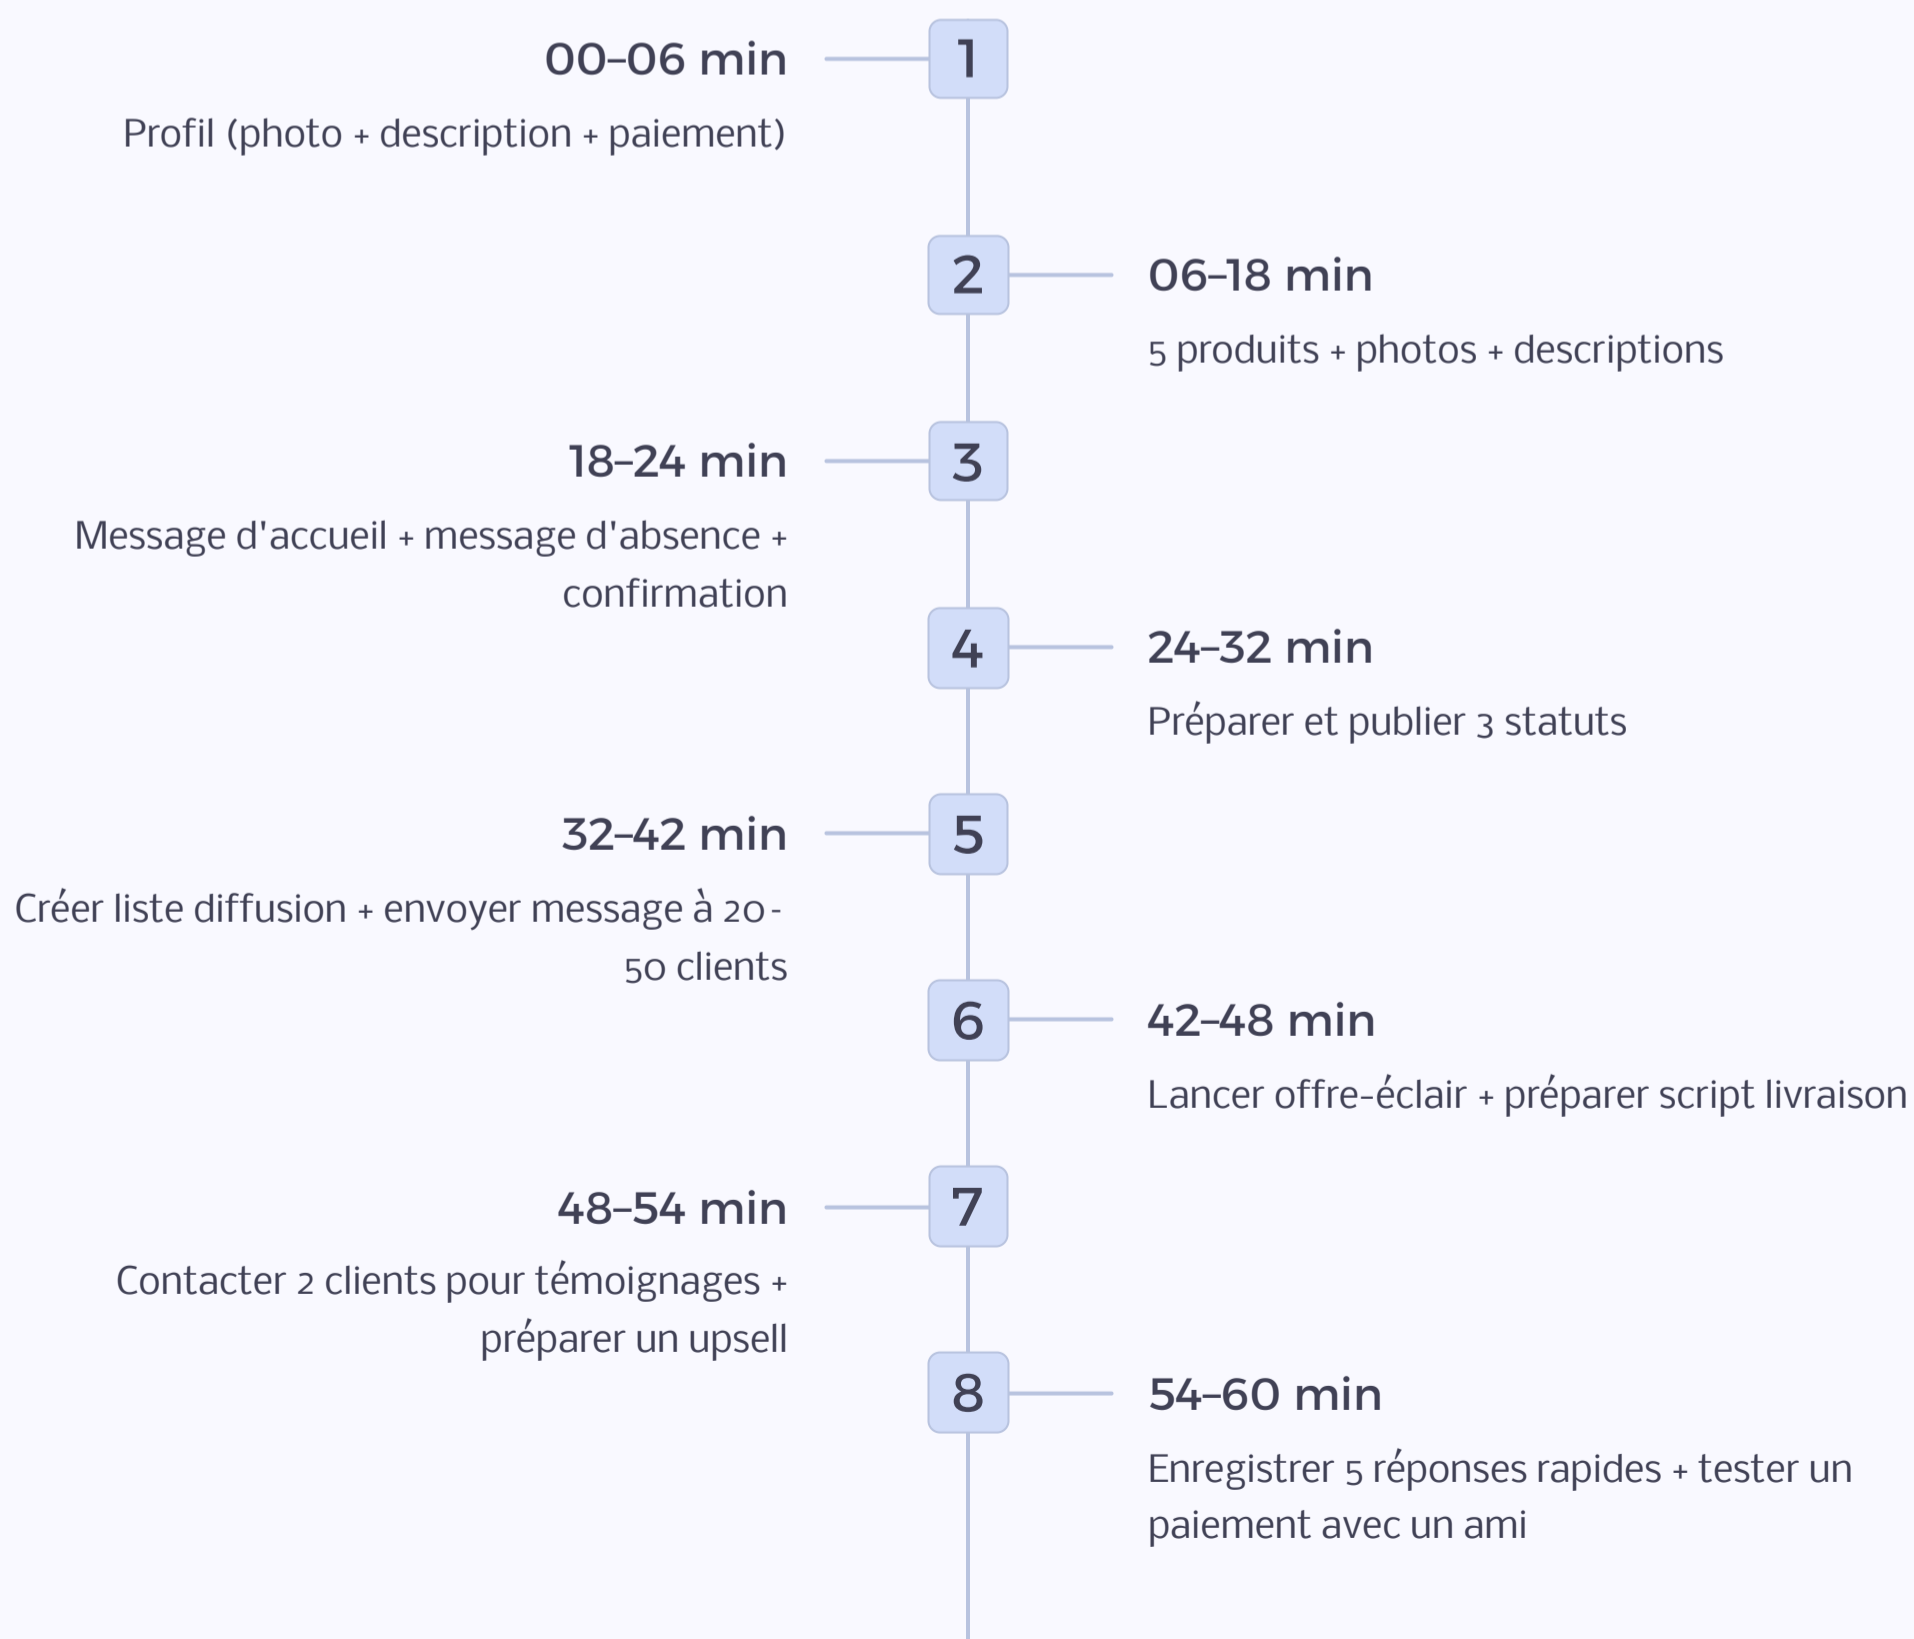 1
00–06 min
Profil (photo + description + paiement)
2
06–18 min
5 produits + photos + descriptions
3
18–24 min
Message d'accueil + message d'absence +
confirmation
4
24–32 min
Préparer et publier 3 statuts
5
32–42 min
Créer liste diffusion + envoyer message à 20-
50 clients
6
42–48 min
Lancer offre-éclair + préparer script livraison
7
48–54 min
Contacter 2 clients pour témoignages +
préparer un upsell
8
54–60 min
Enregistrer 5 réponses rapides + tester un
paiement avec un ami